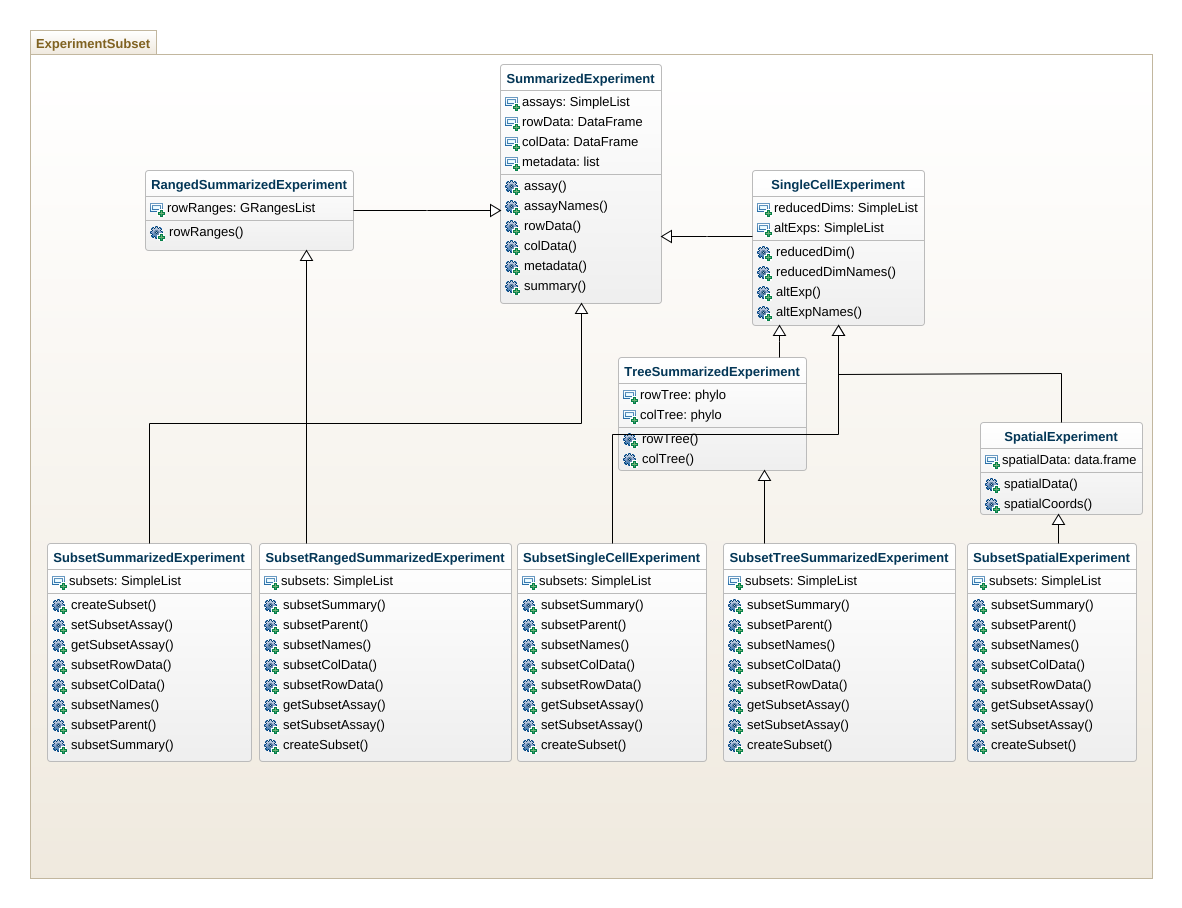 ExperimentSubset
SummarizedExperiment
assays: SimpleList
rowData: DataFrame
colData: DataFrame
metadata: list
assay()
assayNames()
rowData()
colData()
metadata()
summary()
RangedSummarizedExperiment
rowRanges: GRangesList
rowRanges()
SingleCellExperiment
reducedDims: SimpleList
altExps: SimpleList
reducedDim()
reducedDimNames()
altExp()
altExpNames()
TreeSummarizedExperiment
rowTree: phylo
colTree: phylo
rowTree()
colTree()
SpatialExperiment
spatialData: data.frame
spatialData()
spatialCoords()
SubsetSummarizedExperiment
subsets: SimpleList
createSubset()
setSubsetAssay()
getSubsetAssay()
subsetRowData()
subsetColData()
subsetNames()
subsetParent()
subsetSummary()
SubsetRangedSummarizedExperiment
subsets: SimpleList
subsetSummary()
subsetParent()
subsetNames()
subsetColData()
subsetRowData()
getSubsetAssay()
setSubsetAssay()
createSubset()
SubsetSingleCellExperiment
subsets: SimpleList
subsetSummary()
subsetParent()
subsetNames()
subsetColData()
subsetRowData()
getSubsetAssay()
setSubsetAssay()
createSubset()
SubsetTreeSummarizedExperiment
subsets: SimpleList
subsetSummary()
subsetParent()
subsetNames()
subsetColData()
subsetRowData()
getSubsetAssay()
setSubsetAssay()
createSubset()
SubsetSpatialExperiment
subsets: SimpleList
subsetSummary()
subsetParent()
subsetNames()
subsetColData()
subsetRowData()
getSubsetAssay()
setSubsetAssay()
createSubset()